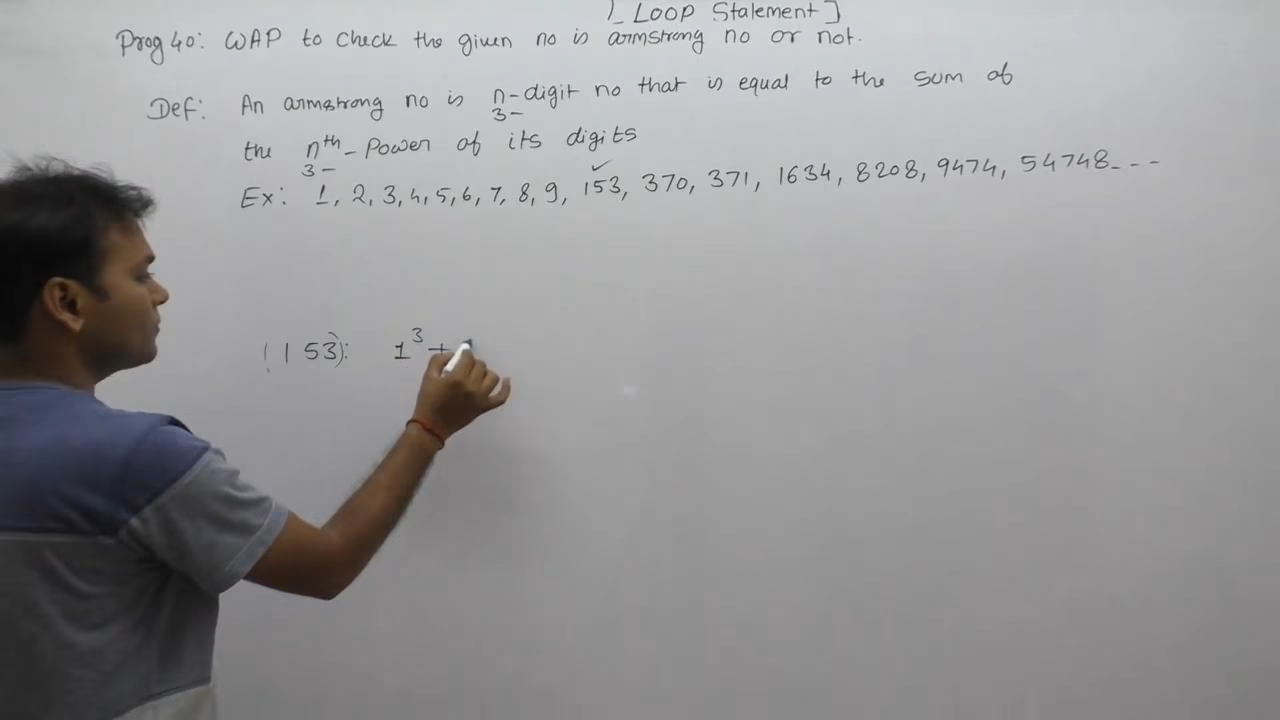 [ LOOP Statement ]
Prog 40: WAP to check the given no is armstrong no or not.
Def: An armstrong no is n-digit no that is equal to the sum of
3-
the nth-Power of its digits
3-
Ex: 1, 2, 3, 4, 5, 6, 7, 8, 9, 153, 370, 371, 1634, 8208, 9474, 54748---
(153): 1³ +